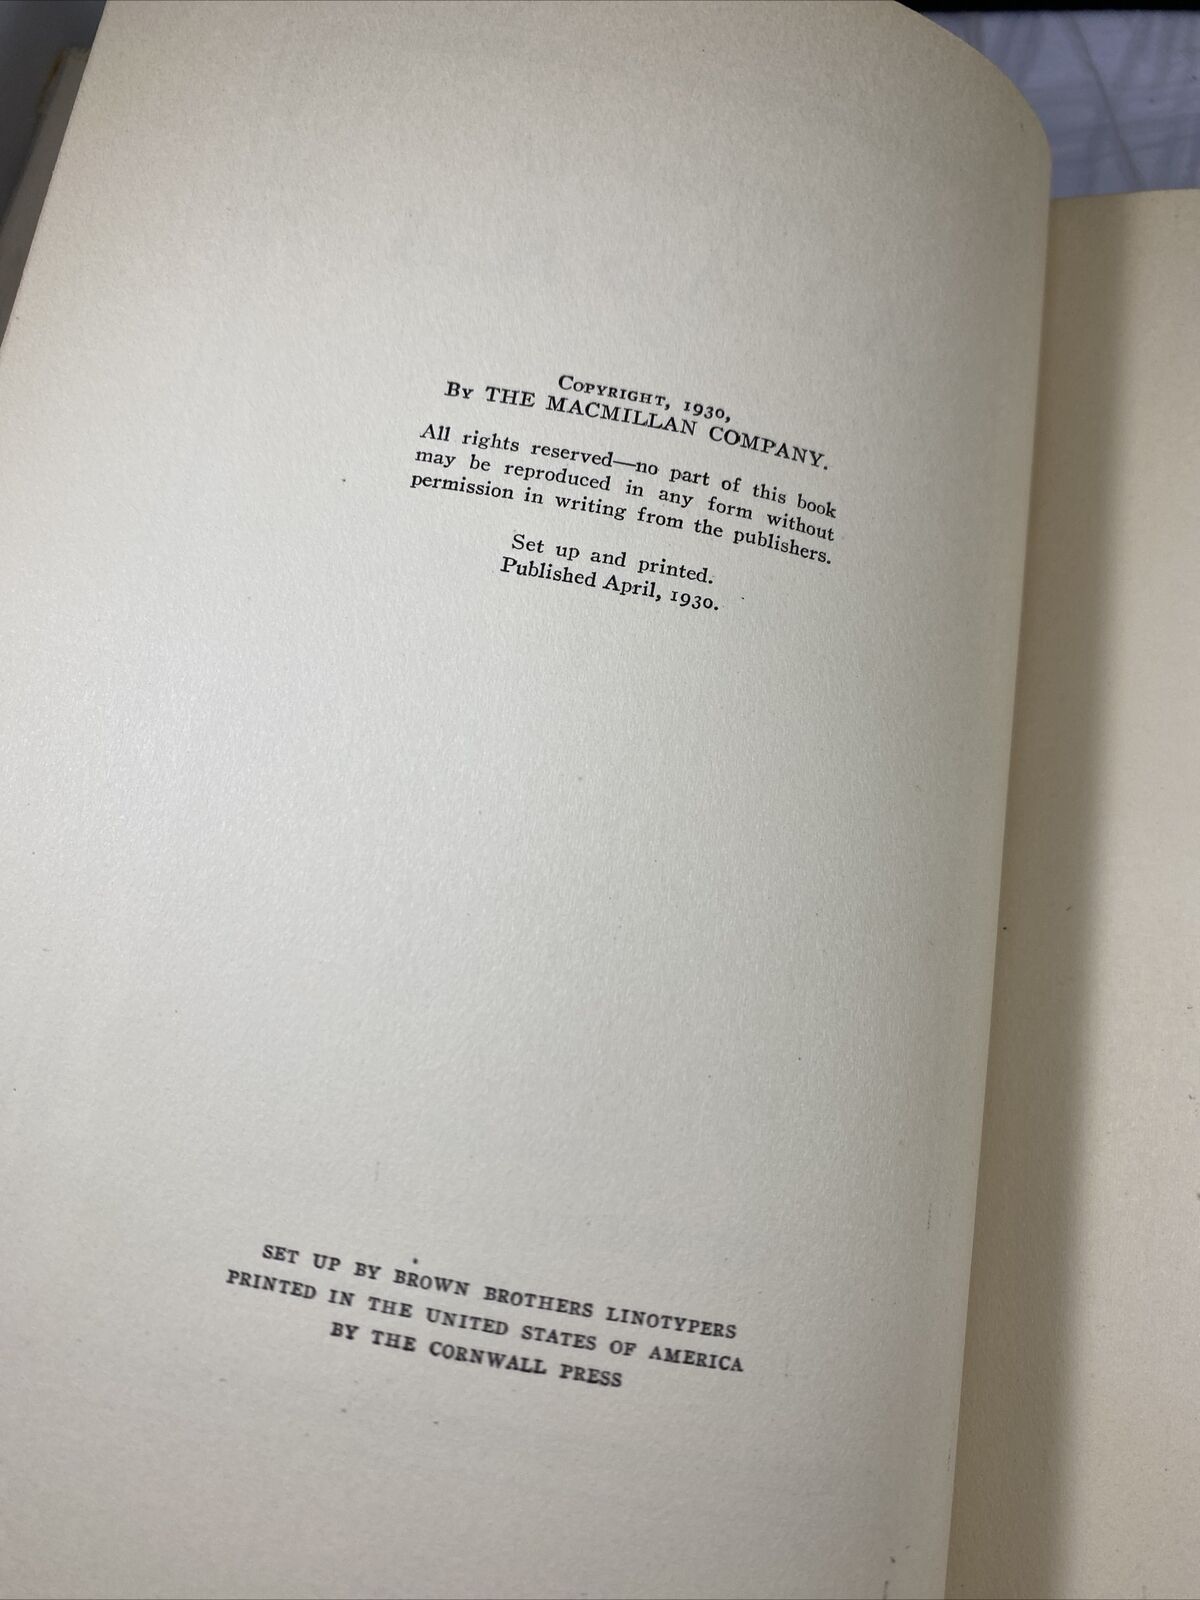 COPYRIGHT, 1930,
BY THE MACMILLAN COMPANY.
All rights reserved—no part of this book
may be reproduced in any form without
permission in writing from the publishers.
Set up and printed.
Published April, 1930.
SET UP BY BROWN BROTHERS LINOTYPERS
PRINTED IN THE UNITED STATES OF AMERICA
BY THE CORNWALL PRESS